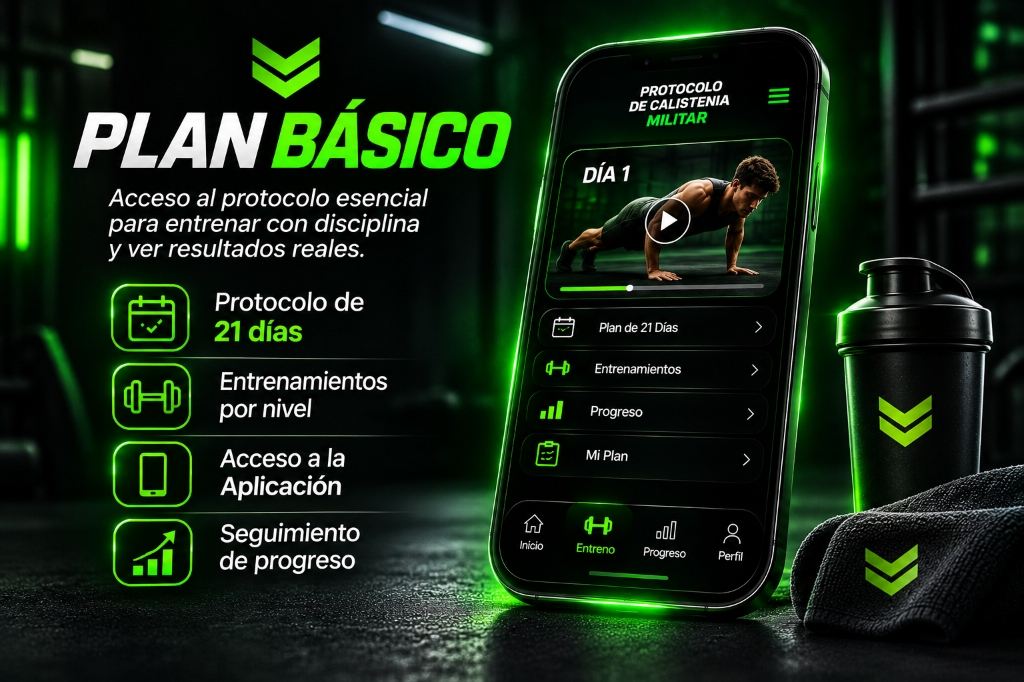 PLAN BÁSICO
Acceso al protocolo esencial
para entrenar con disciplina
y ver resultados reales.
Protocolo de
21 días
Entrenamientos
por nivel
Acceso a la
Aplicación
Seguimiento
de progreso
PROTOCOLO
DE CALISTENIA
MILITAR
DÍA 1
Plan de 21 Días
Entrenamientos
Progreso
Mi Plan
Inicio
Entreno
Progreso
Perfil